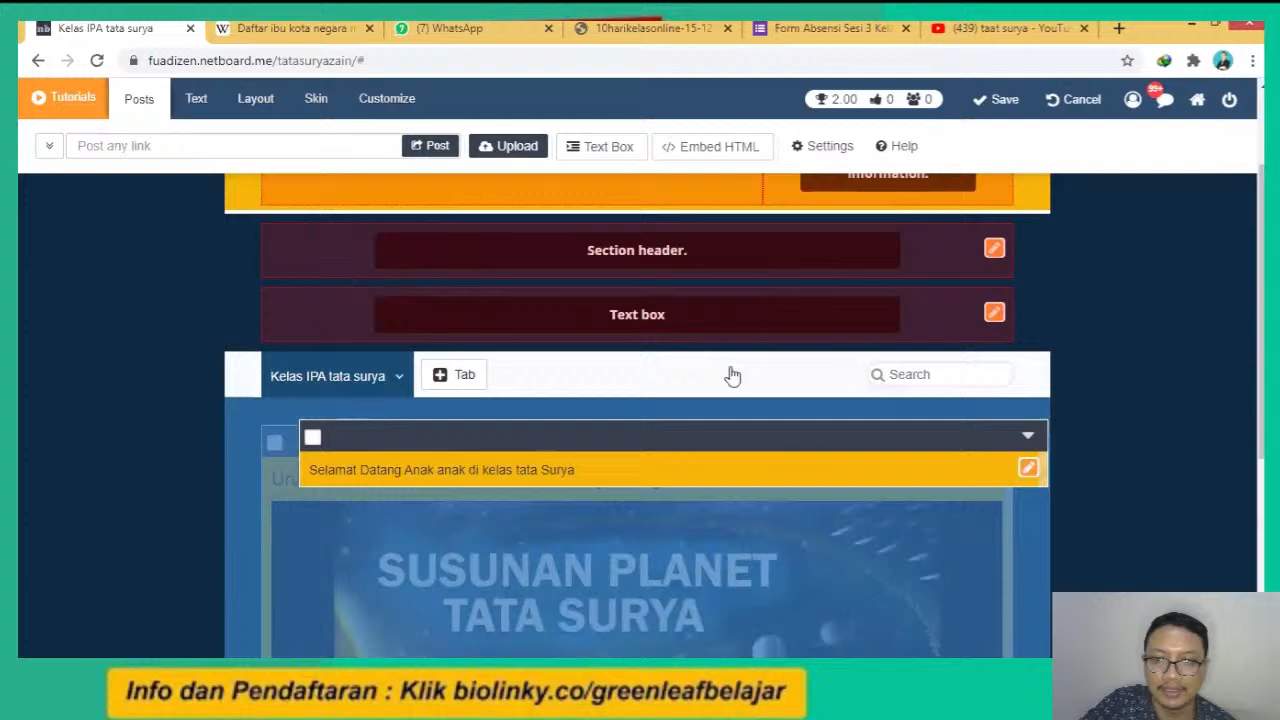 Kelas IPA tata surya
Daftar ibu kota negara m
(7) WhatsApp
10harikelasonline-15-12
Form Absensi Sesi 3 Kel
(439) taat surya - YouTu
fuadizen.netboard.me/tatasuryazain/#
Tutorials
Posts
Text
Layout
Skin
Customize
2.00
0
0
Save
Cancel
99+
Post any link
Post
Upload
Text Box
</> Embed HTML
Settings
Help
information.
Section header.
Text box
Kelas IPA tata surya
Tab
Search
Selamat Datang Anak anak di kelas tata Surya
SUSUNAN PLANET
TATA SURYA
Info dan Pendaftaran : Klik biolinky.co/greenleafbelajar